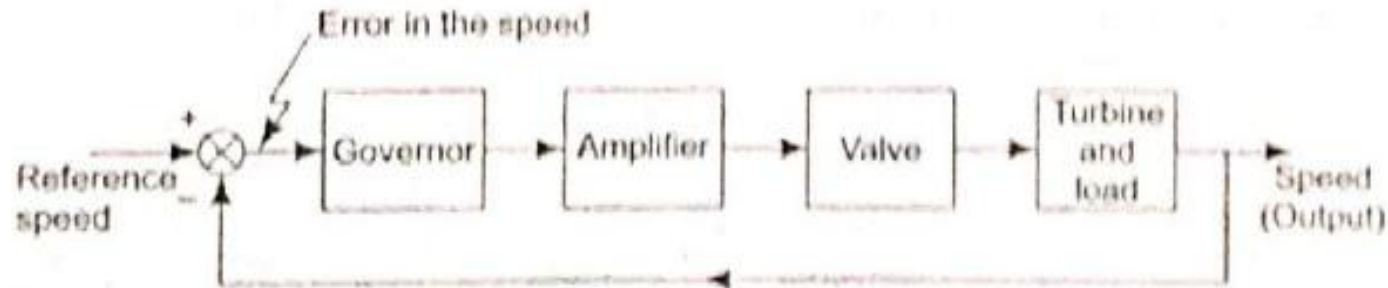 Error in the speed
+
Reference
speed
−
Governor
Amplifier
Valve
Turbine
and
load
Speed
(Output)